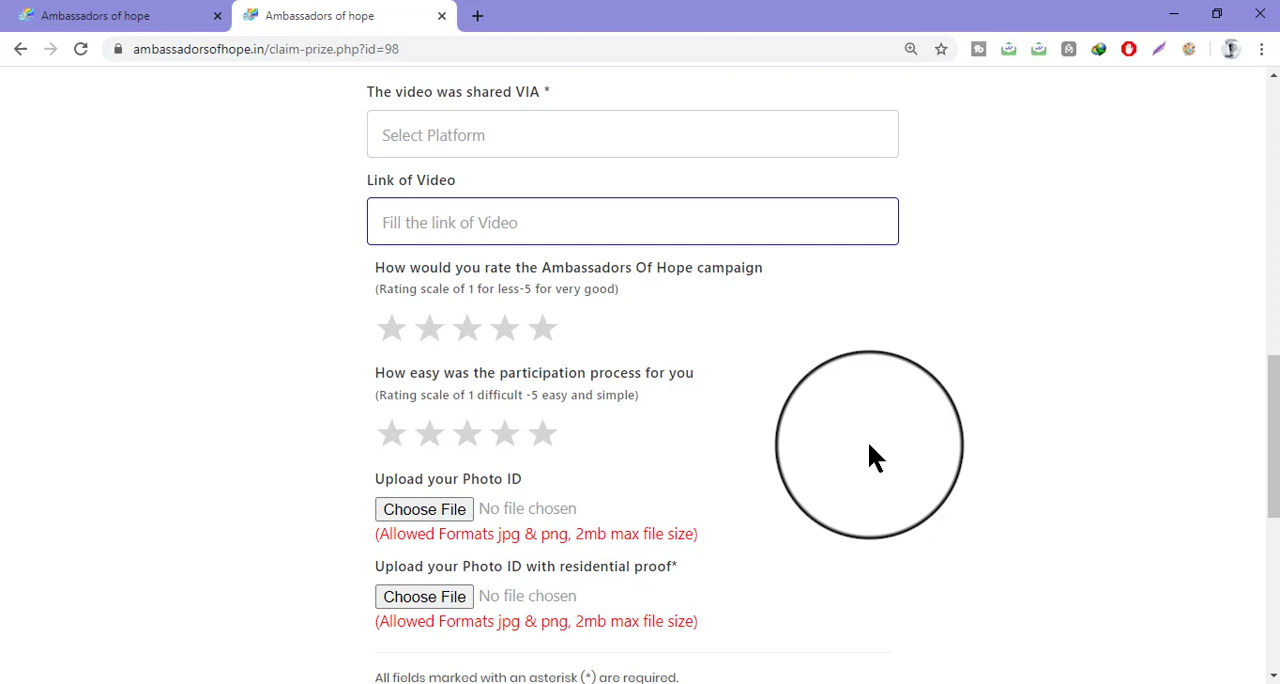 Ambassadors of hope
Ambassadors of hope
ambassadorsofhope.in/claim-prize.php?id=98
The video was shared VIA *
Select Platform
Link of Video
Fill the link of Video
How would you rate the Ambassadors Of Hope campaign
(Rating scale of 1 for less-5 for very good)
How easy was the participation process for you
(Rating scale of 1 difficult -5 easy and simple)
Upload your Photo ID
Choose File No file chosen
(Allowed Formats jpg & png, 2mb max file size)
Upload your Photo ID with residential proof*
Choose File No file chosen
(Allowed Formats jpg & png, 2mb max file size)
All fields marked with an asterisk (*) are required.